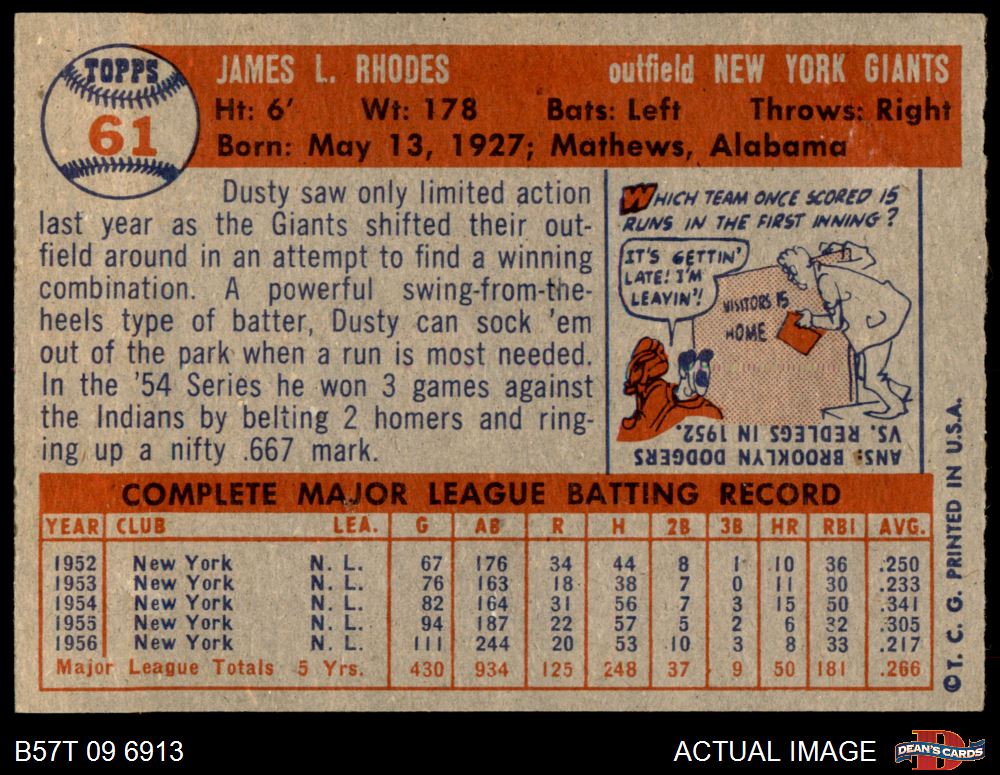 TOPPS
61
JAMES L. RHODES outfield NEW YORK GIANTS
Ht: 6' Wt: 178 Bats: Left Throws: Right
Born: May 13, 1927; Mathews, Alabama
Dusty saw only limited action
last year as the Giants shifted their out-
field around in an attempt to find a winning
combination. A powerful swing-from-the-
heels type of batter, Dusty can sock 'em
out of the park when a run is most needed.
In the '54 Series he won 3 games against
the Indians by belting 2 homers and ring-
ing up a nifty .667 mark.
WHICH TEAM ONCE SCORED 15
RUNS IN THE FIRST INNING?
IT'S GETTIN'
LATE! I'M
LEAVIN'!
VISITORS 15
HOME
ANS: BROOKLYN DODGERS
VS. REDLEGS IN 1952.
COMPLETE MAJOR LEAGUE BATTING RECORD
YEAR CLUB LEA. G AB R H 2B 3B HR RBI AVG.
1952 New York N. L. 67 176 34 44 8 1 10 36 .250
1953 New York N. L. 76 163 18 38 7 0 11 30 .233
1954 New York N. L. 82 164 31 56 7 3 15 50 .341
1955 New York N. L. 94 187 22 57 5 2 6 32 .305
1956 New York N. L. 111 244 20 53 10 3 8 33 .217
Major League Totals 5 Yrs. 430 934 125 248 37 9 50 181 .266
© T. C. G. PRINTED IN U.S.A.
B57T 09 6913 ACTUAL IMAGE
D
DEAN'S CARDS